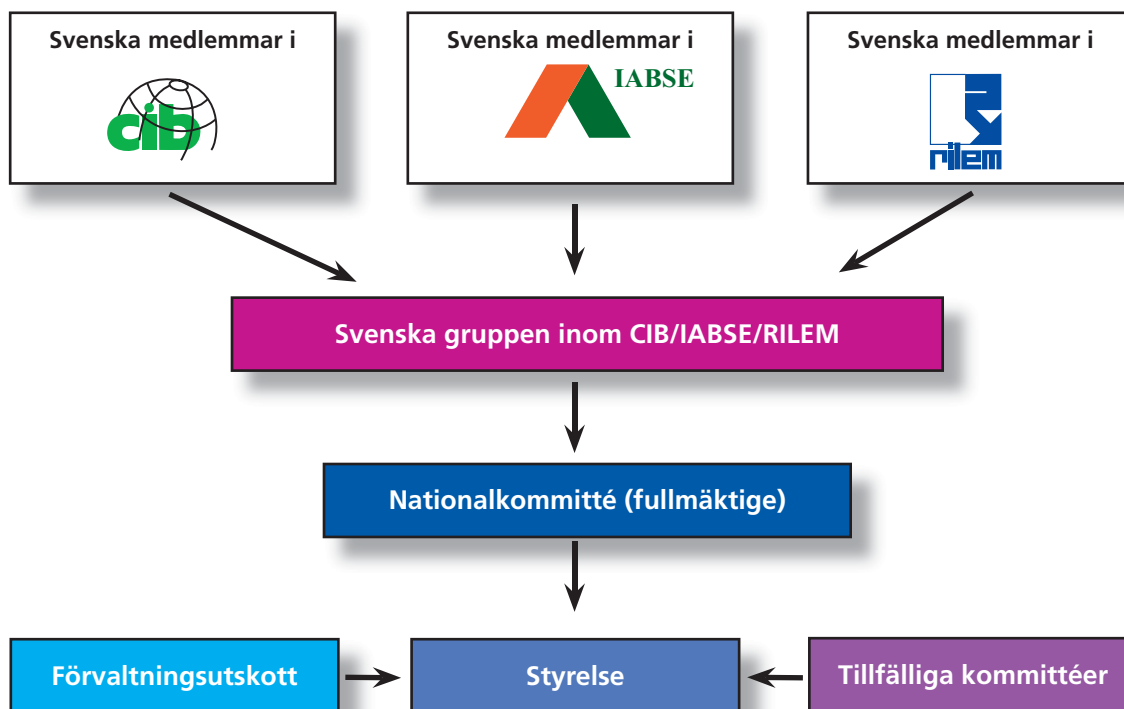 Svenska medlemmar i
cib
Svenska medlemmar i
IABSE
Svenska medlemmar i
rilem
Svenska gruppen inom CIB/IABSE/RILEM
Nationalkommitté (fullmäktige)
Förvaltningsutskott
Styrelse
Tillfälliga kommittéer